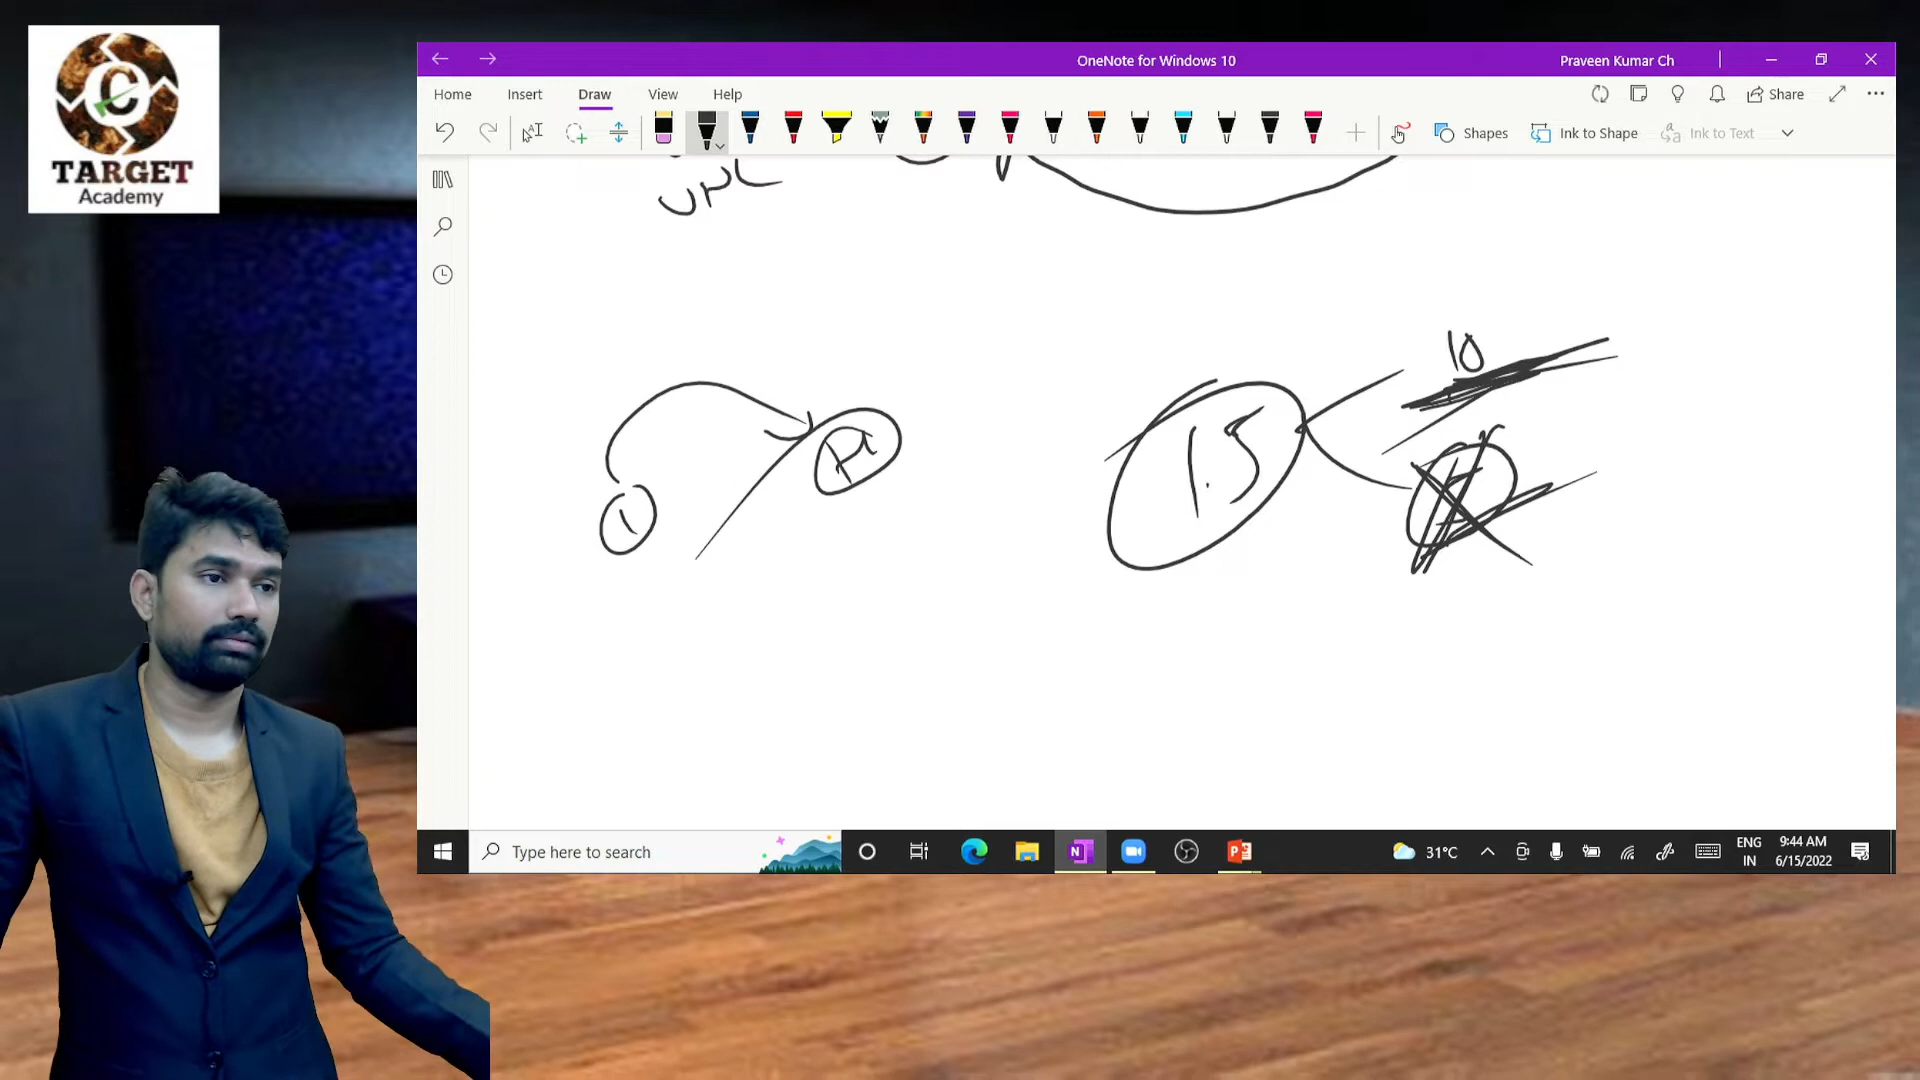 C
TARGET
Academy
OneNote for Windows 10
Praveen Kumar Ch
Home Insert Draw View Help
Share
Shapes
Ink to Shape
Ink to Text
10
1.5
1
Type here to search
N
P
31°C
ENG
IN
9:44 AM
6/15/2022